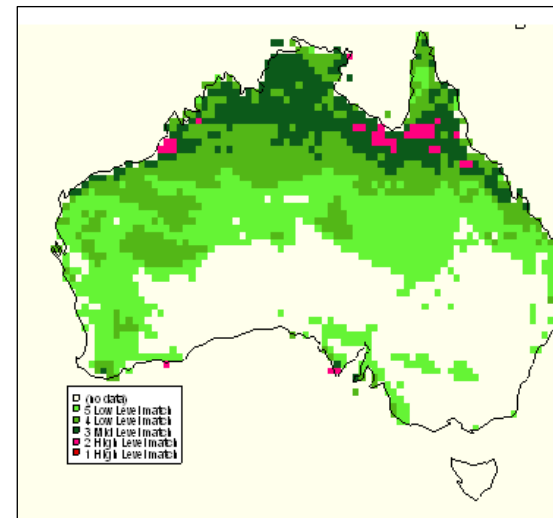 (no data)
5 Low Level match
4 Low Level match
3 Mid Level match
2 High Level match
1 High Level match